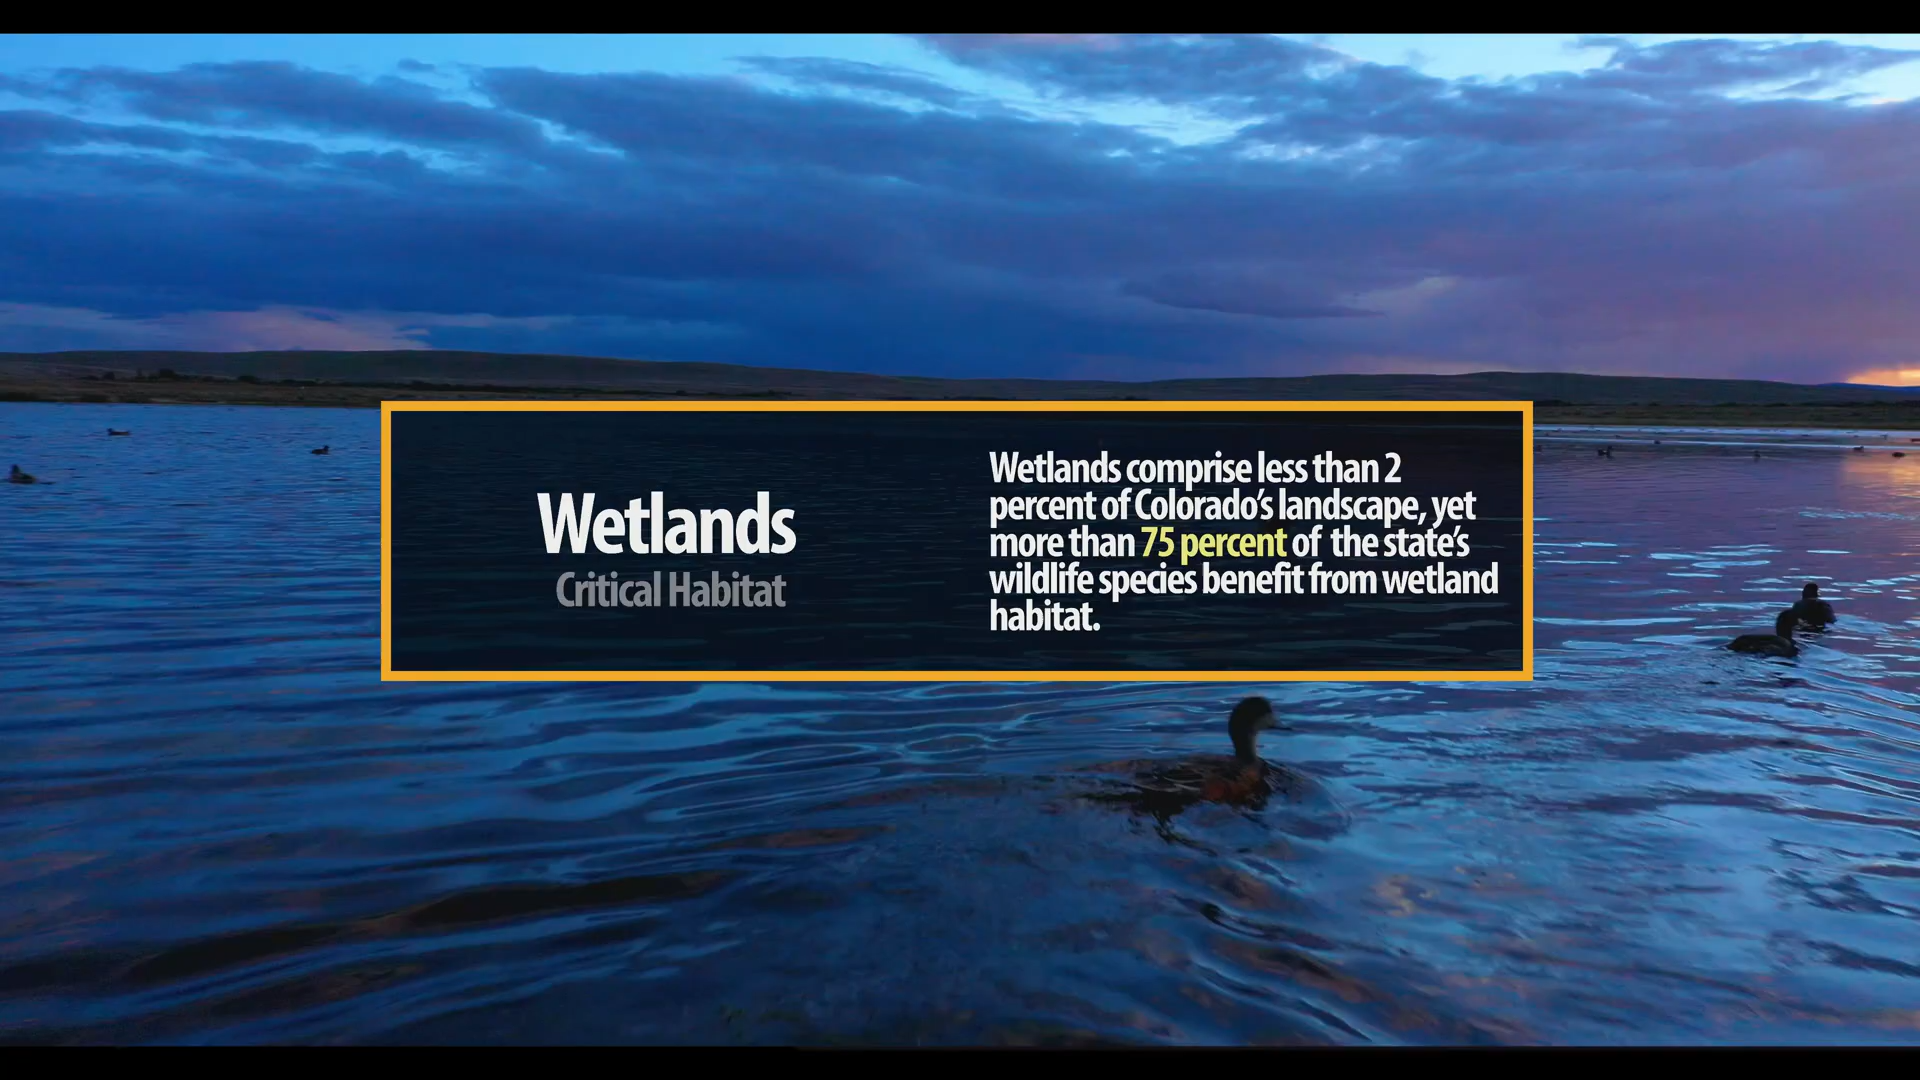 Wetlands
Critical Habitat
Wetlands comprise less than 2
percent of Colorado’s landscape, yet
more than 75 percent of the state’s
wildlife species benefit from wetland
habitat.